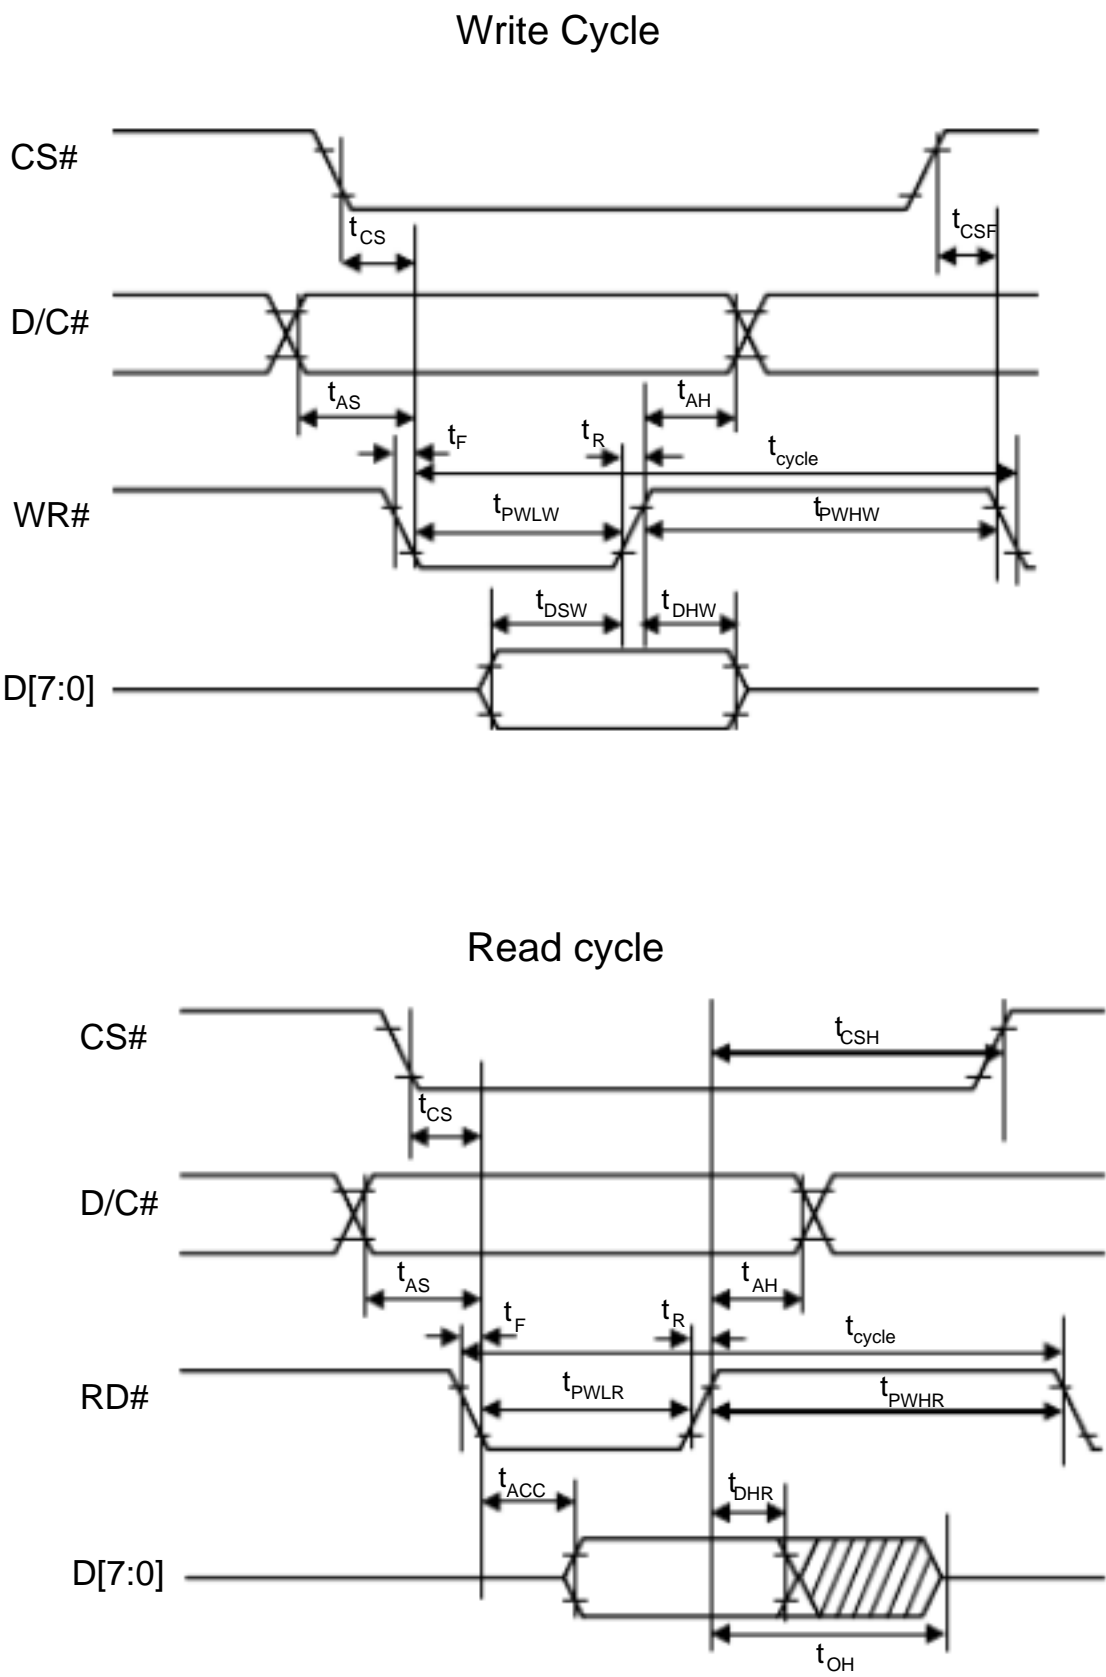 Write Cycle
CS#
tCS
tCSF
D/C#
tAS
tAH
tF
tR
tcycle
WR#
tPWLW
tPWHW
tDSW
tDHW
D[7:0]
Read cycle
CS#
tCSH
tCS
D/C#
tAS
tAH
tF
tR
tcycle
RD#
tPWLR
tPWHR
tACC
tDHR
D[7:0]
tOH